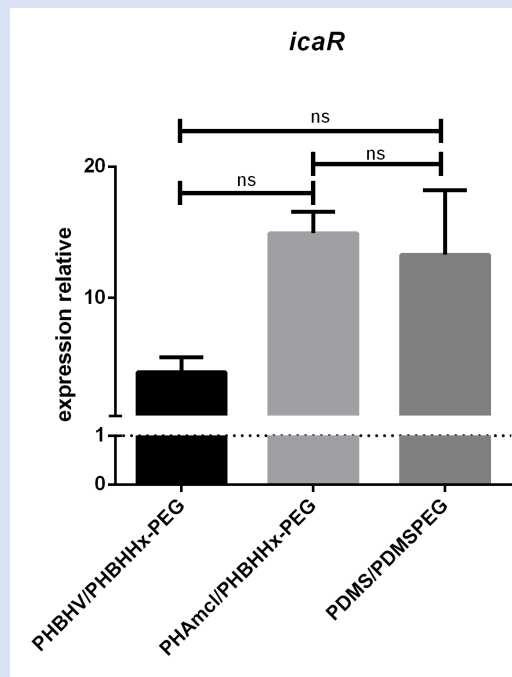 icaR
ns
ns
ns
20
10
1
0
expression relative
PHBHV/PHBHHx-PEG
PHAmcl/PHBHHx-PEG
PDMS/PDMSPEG